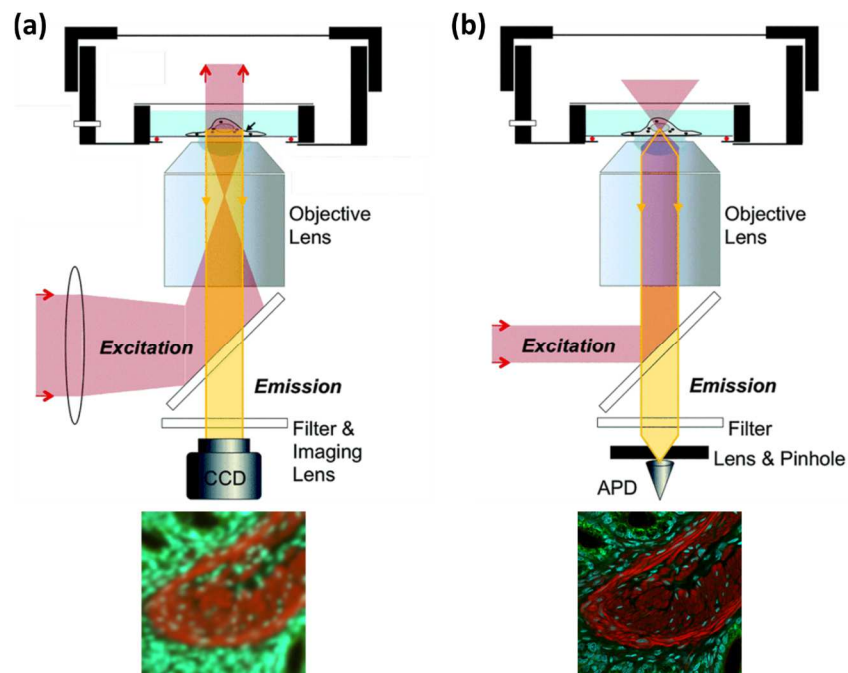 (a)
Objective
Lens
Excitation
Emission
Filter &
Imaging
Lens
CCD
(b)
Objective
Lens
Excitation
Emission
Filter
Lens & Pinhole
APD